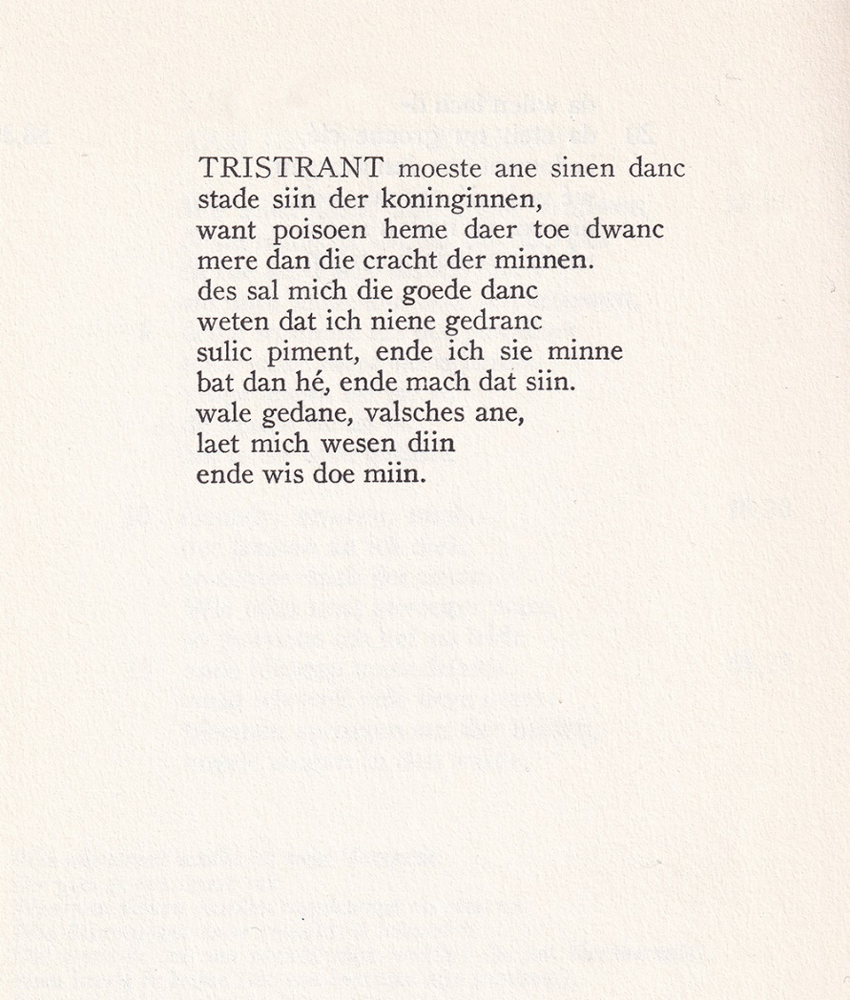 TRISTRANT moeste ane sinen danc
stade siin der koninginnen,
want poisoen heme daer toe dwanc
mere dan die cracht der minnen.
des sal mich die goede danc
weten dat ich niene gedranc
sulic piment, ende ich sie minne
bat dan hé, ende mach dat siin.
wale gedane, valsches ane,
laet mich wesen diin
ende wis doe miin.